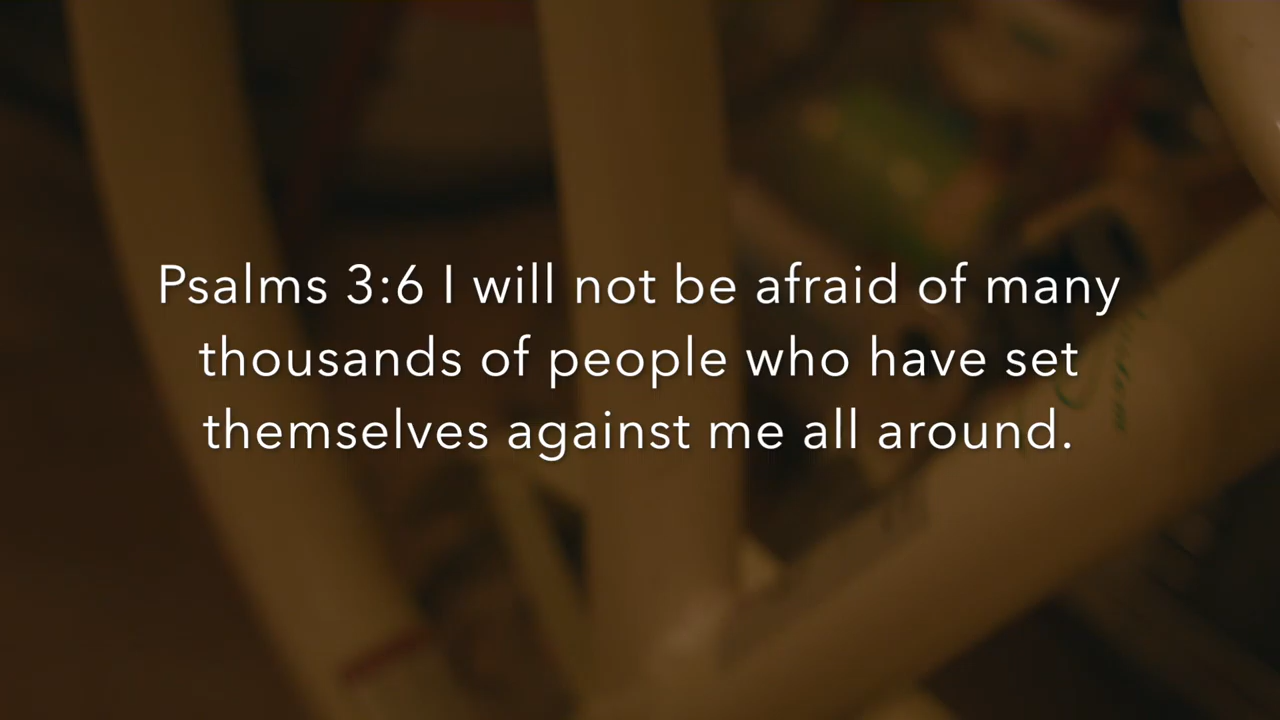 Psalms 3:6 I will not be afraid of many
thousands of people who have set
themselves against me all around.